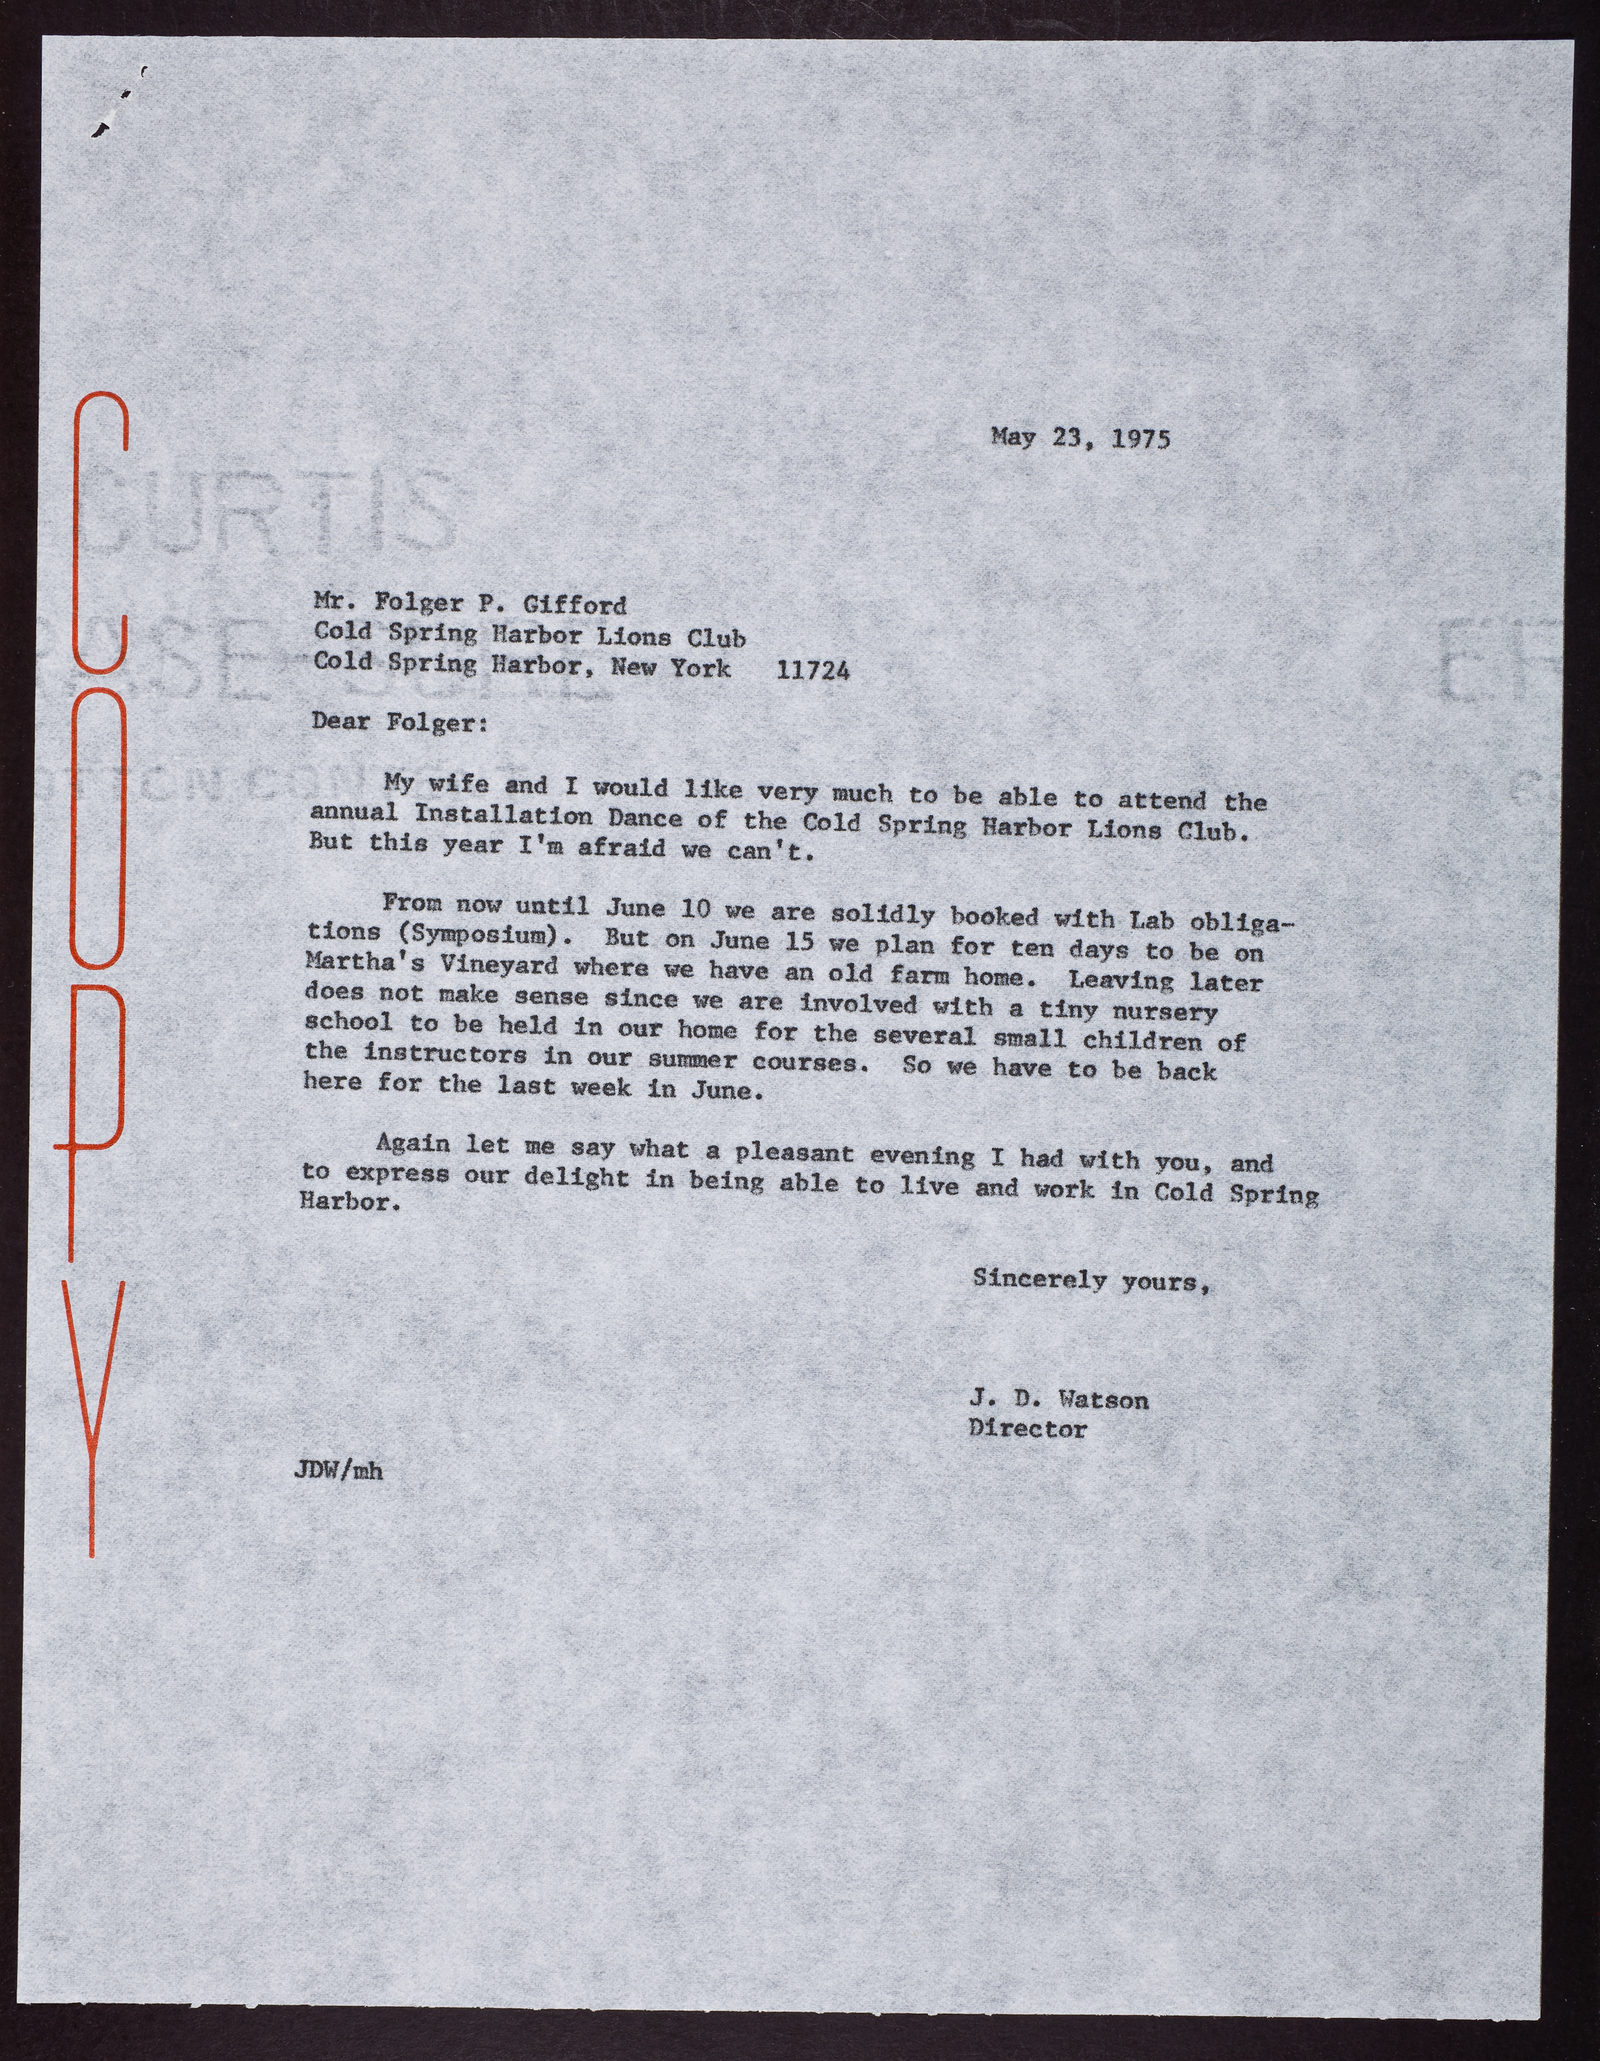 COPY
May 23, 1975
CURTIS
Mr. Folger P. Gifford
Cold Spring Harbor Lions Club
Cold Spring Harbor, New York   11724
Dear Folger:
My wife and I would like very much to be able to attend the
annual Installation Dance of the Cold Spring Harbor Lions Club.
But this year I'm afraid we can't.
From now until June 10 we are solidly booked with Lab obliga-
tions (Symposium).  But on June 15 we plan for ten days to be on
Martha's Vineyard where we have an old farm home.  Leaving later
does not make sense since we are involved with a tiny nursery
school to be held in our home for the several small children of
the instructors in our summer courses.  So we have to be back
here for the last week in June.
Again let me say what a pleasant evening I had with you, and
to express our delight in being able to live and work in Cold Spring
Harbor.
Sincerely yours,
J. D. Watson
Director
JDW/mh